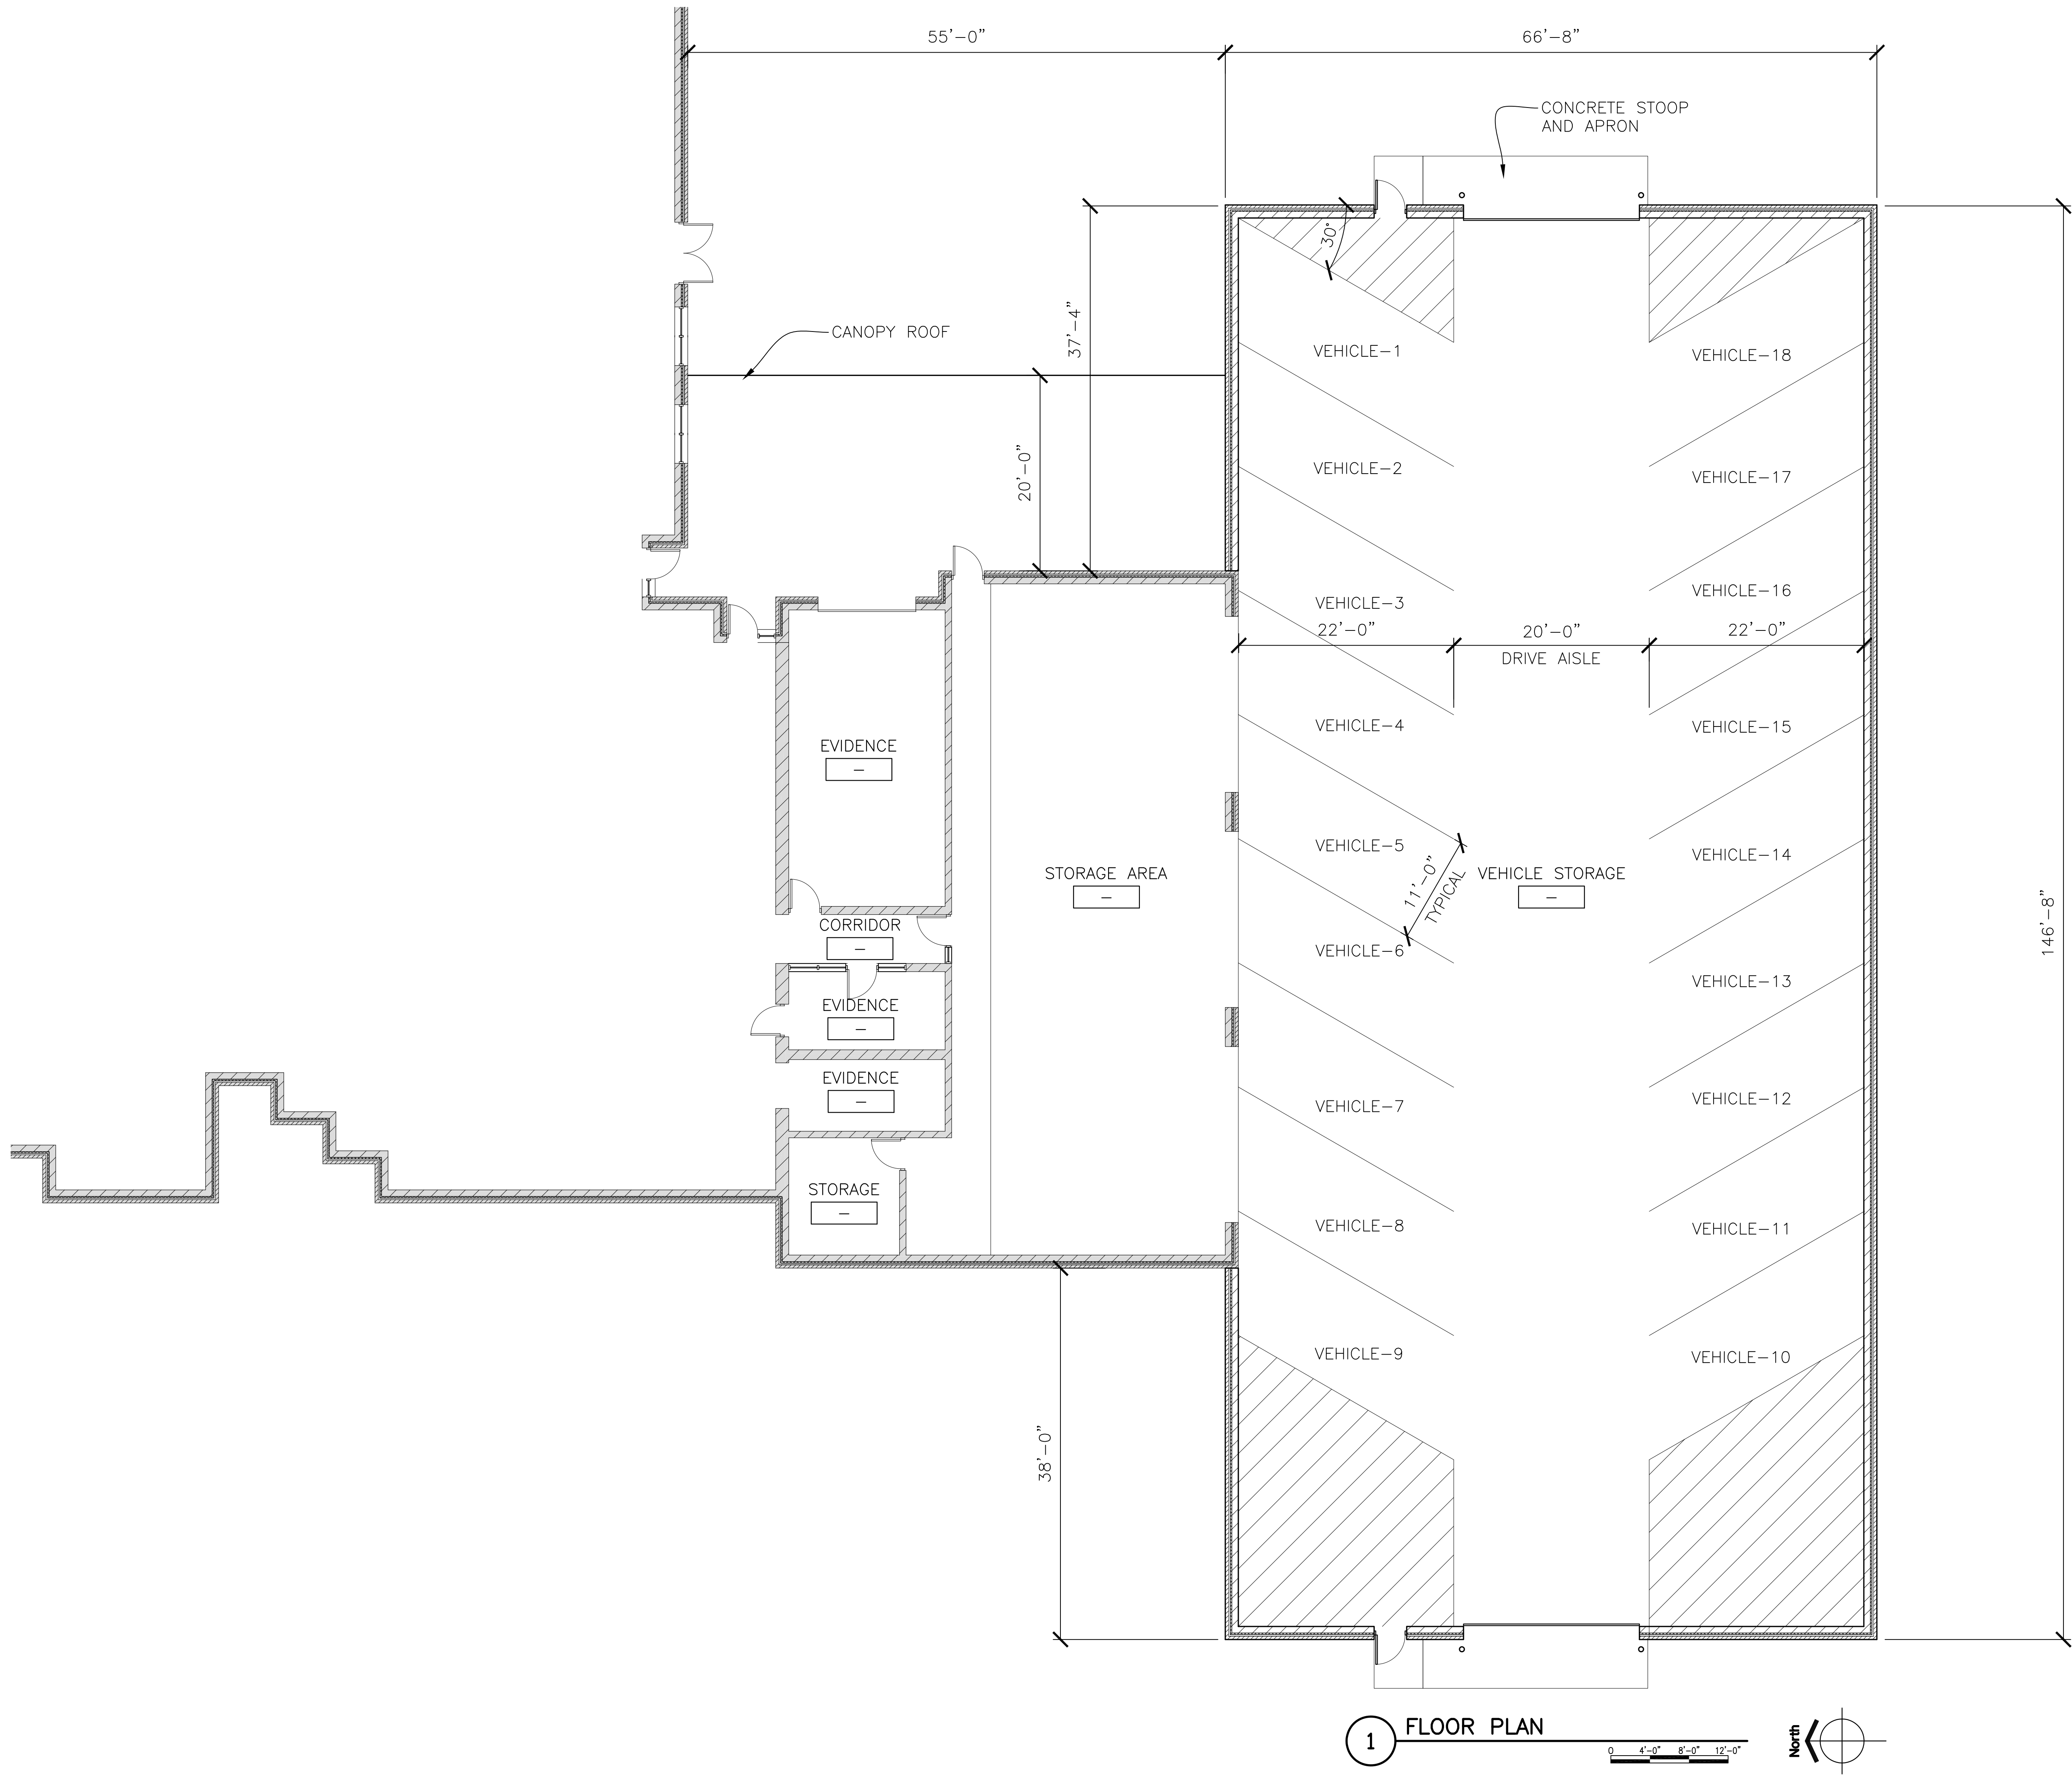 55'-0"
66'-8"
CONCRETE STOOP
AND APRON
30°
37'-4"
CANOPY ROOF
VEHICLE-1
VEHICLE-18
20'-0"
VEHICLE-2
VEHICLE-17
VEHICLE-3
VEHICLE-16
22'-0"
20'-0"
22'-0"
DRIVE AISLE
VEHICLE-4
VEHICLE-15
EVIDENCE
-
VEHICLE-5
VEHICLE-14
STORAGE AREA
-
11'-0"
TYPICAL
VEHICLE STORAGE
-
146'-8"
CORRIDOR
-
VEHICLE-6
VEHICLE-13
EVIDENCE
-
EVIDENCE
-
VEHICLE-7
VEHICLE-12
STORAGE
-
VEHICLE-8
VEHICLE-11
VEHICLE-9
VEHICLE-10
38'-0"
1
FLOOR PLAN
0 4'-0" 8'-0" 12'-0"
North